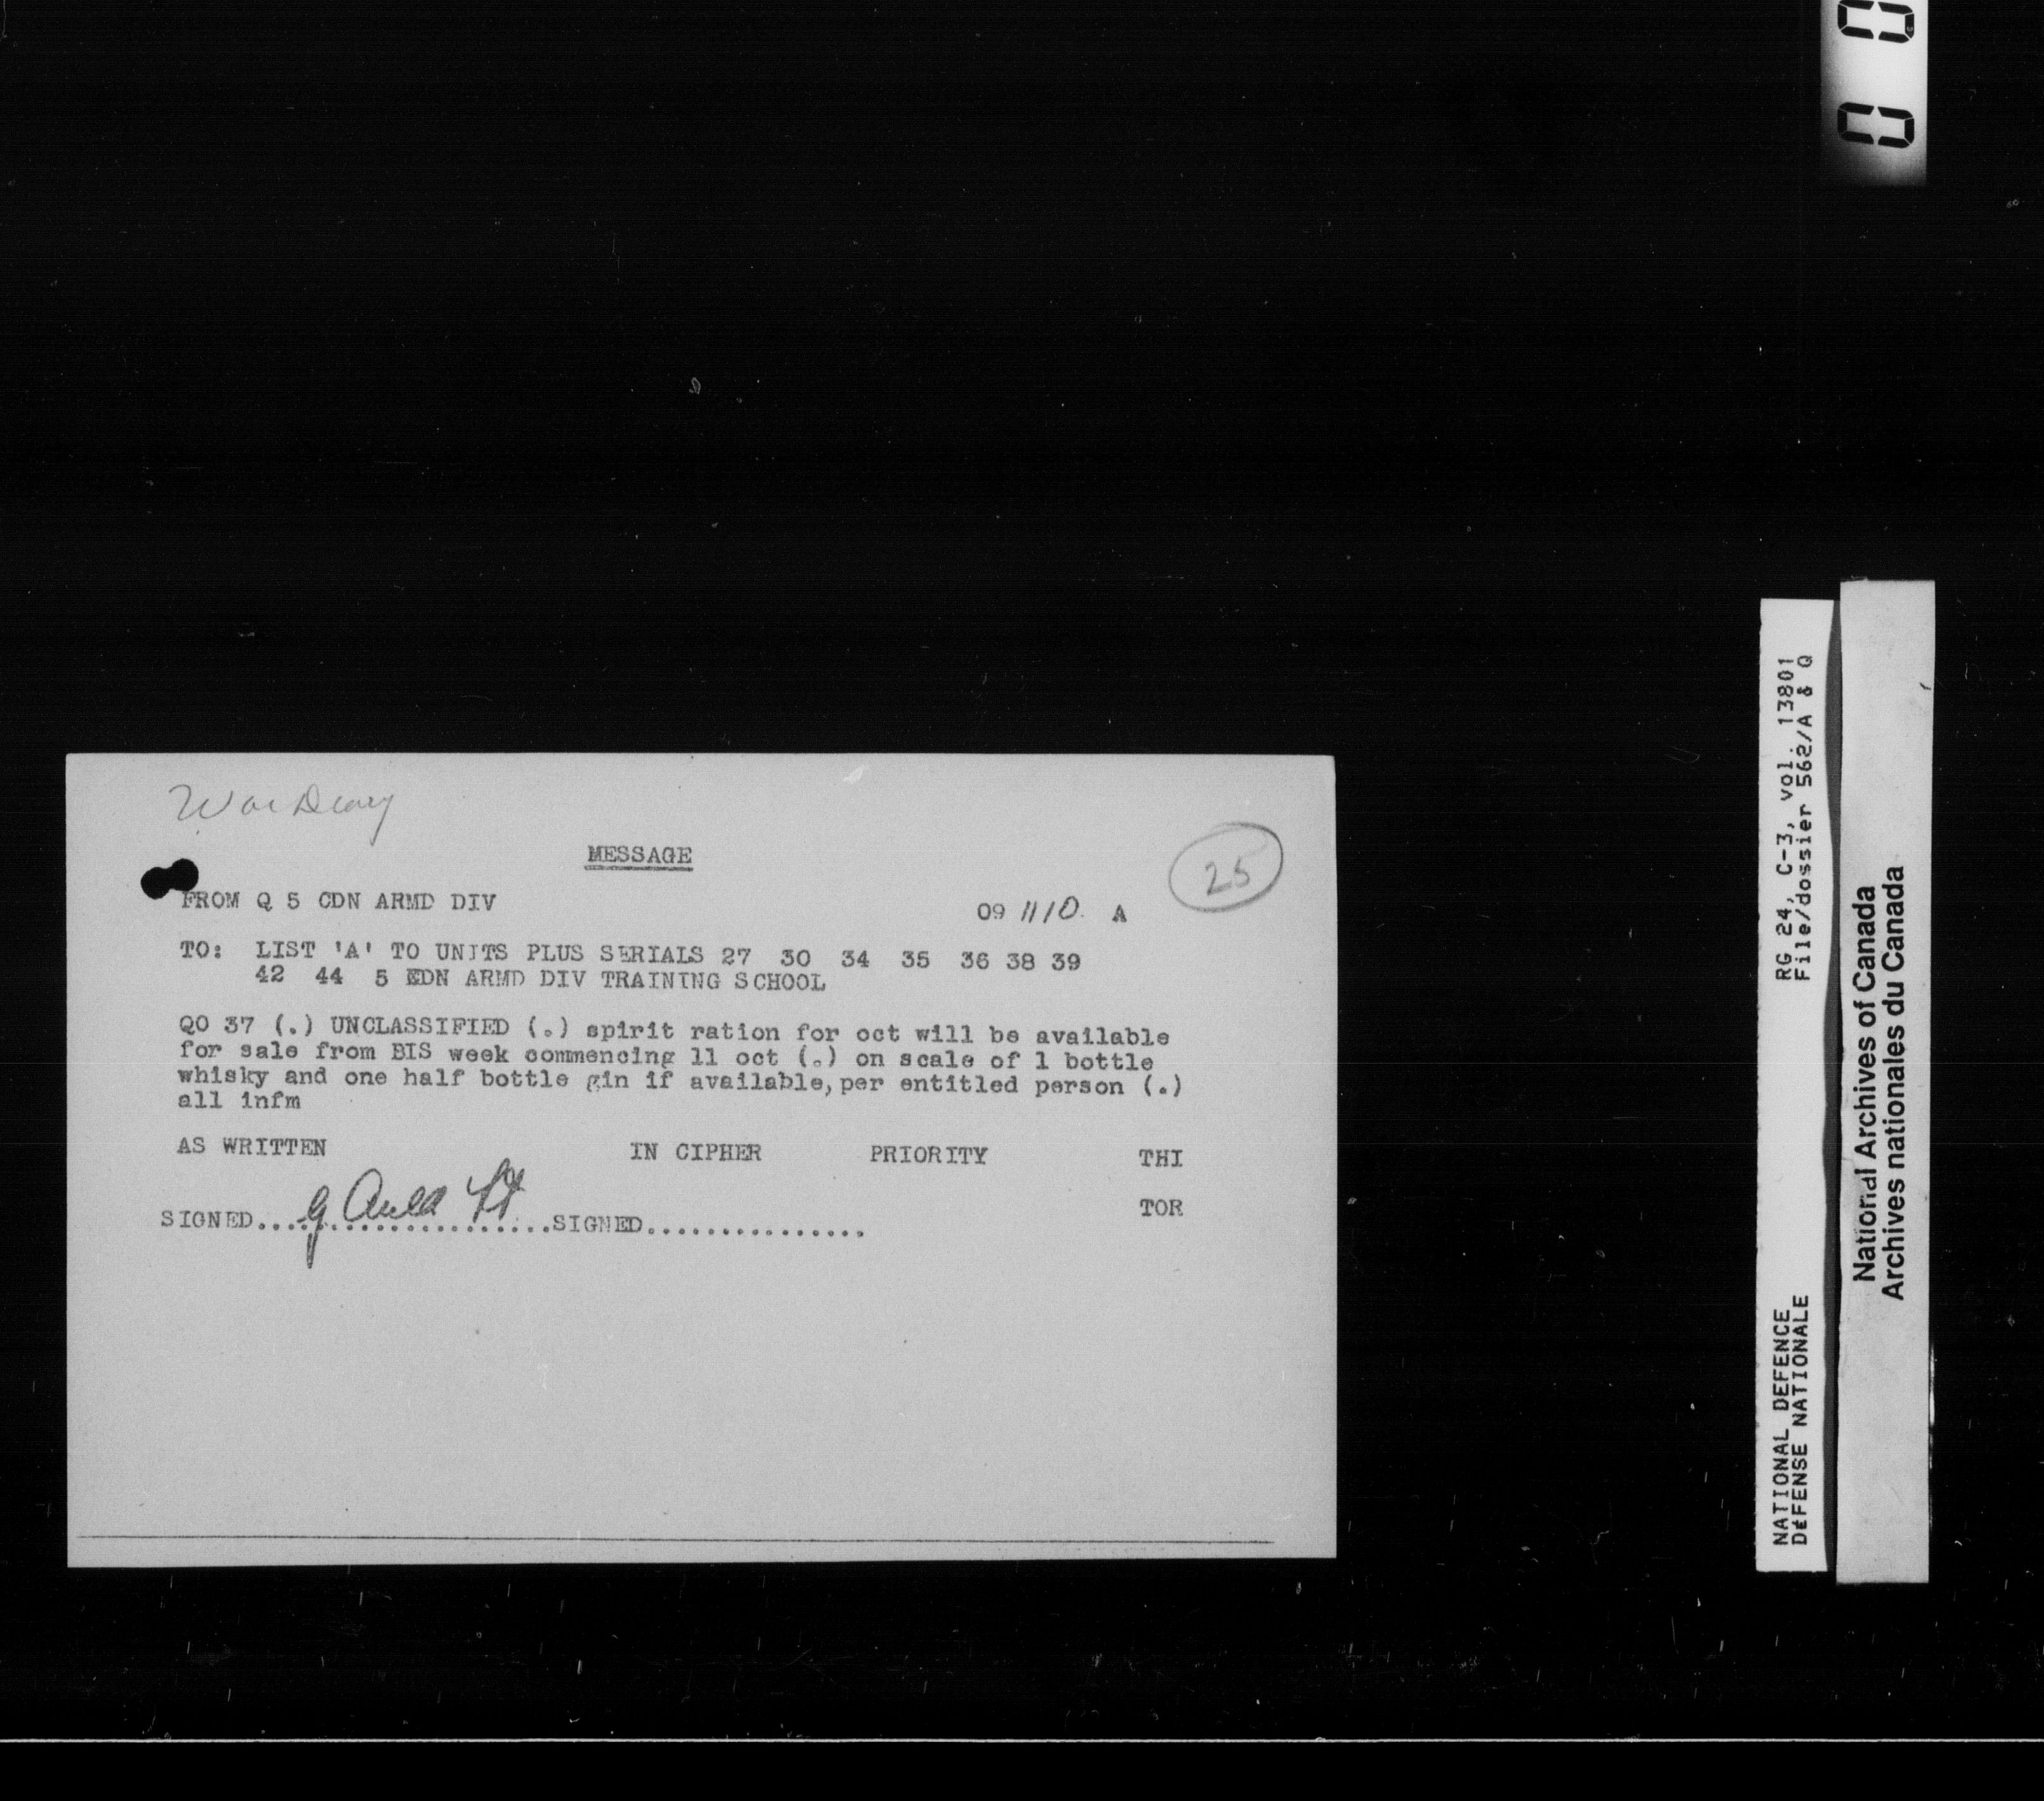 0 0
War Diary
MESSAGE
25
FROM Q 5 CDN ARMD DIV
09 1110 A
TO: LIST 'A' TO UNITS PLUS SERIALS 27 30 34 35 36 38 39
42 44 5 CDN ARMD DIV TRAINING SCHOOL
QO 37 (.) UNCLASSIFIED (.) spirit ration for oct will be available
for sale from BIS week commencing 11 oct (.) on scale of 1 bottle
whisky and one half bottle gin if available, per entitled person (.)
all infm
AS WRITTEN IN CIPHER PRIORITY THI
TOR
SIGNED....G Auld Lt....SIGNED................
RG 24, C-3, vol. 13801
File/dossier 562/A & Q
NATIONAL DEFENCE
DÉFENSE NATIONALE
National Archives of Canada
Archives nationales du Canada